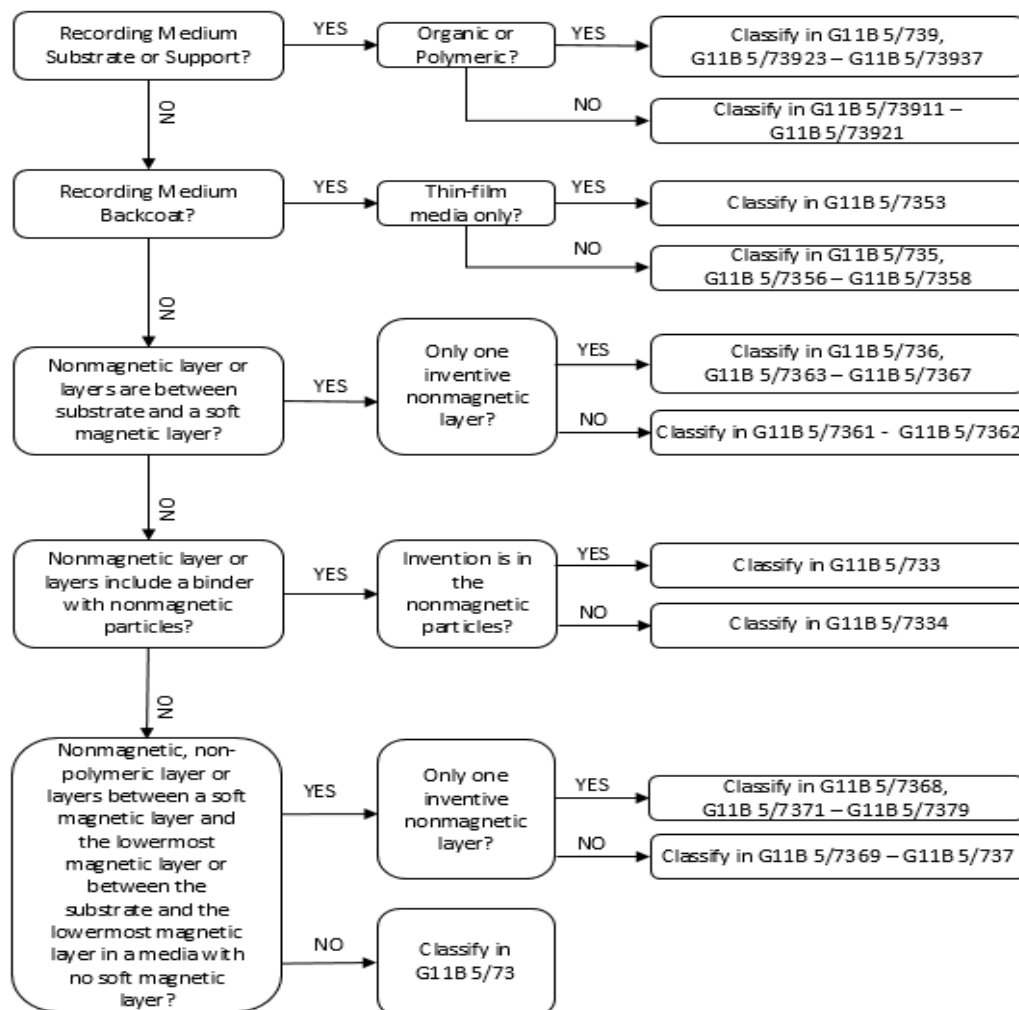 Recording Medium
Substrate or Support?
YES
Organic or
Polymeric?
YES
Classify in G11B 5/739,
G11B 5/73923 – G11B 5/73937
NO
Classify in G11B 5/73911 –
G11B 5/73921
NO
Recording Medium
Backcoat?
YES
Thin-film
media only?
YES
Classify in G11B 5/7353
NO
Classify in G11B 5/735,
G11B 5/7356 – G11B 5/7358
NO
Nonmagnetic layer or
layers are between
substrate and a soft
magnetic layer?
YES
Only one
inventive
nonmagnetic
layer?
YES
Classify in G11B 5/736,
G11B 5/7363 – G11B 5/7367
NO
Classify in G11B 5/7361 - G11B 5/7362
NO
Nonmagnetic layer or
layers include a binder
with nonmagnetic
particles?
YES
Invention is in
the
nonmagnetic
particles?
YES
Classify in G11B 5/733
NO
Classify in G11B 5/7334
NO
Nonmagnetic, non-
polymeric layer or
layers between a soft
magnetic layer and
the lowermost
magnetic layer or
between the
substrate and the
lowermost magnetic
layer in a media with
no soft magnetic
layer?
YES
Only one
inventive
nonmagnetic
layer?
YES
Classify in G11B 5/7368,
G11B 5/7371 – G11B 5/7379
NO
Classify in G11B 5/7369 – G11B 5/737
NO
Classify in
G11B 5/73